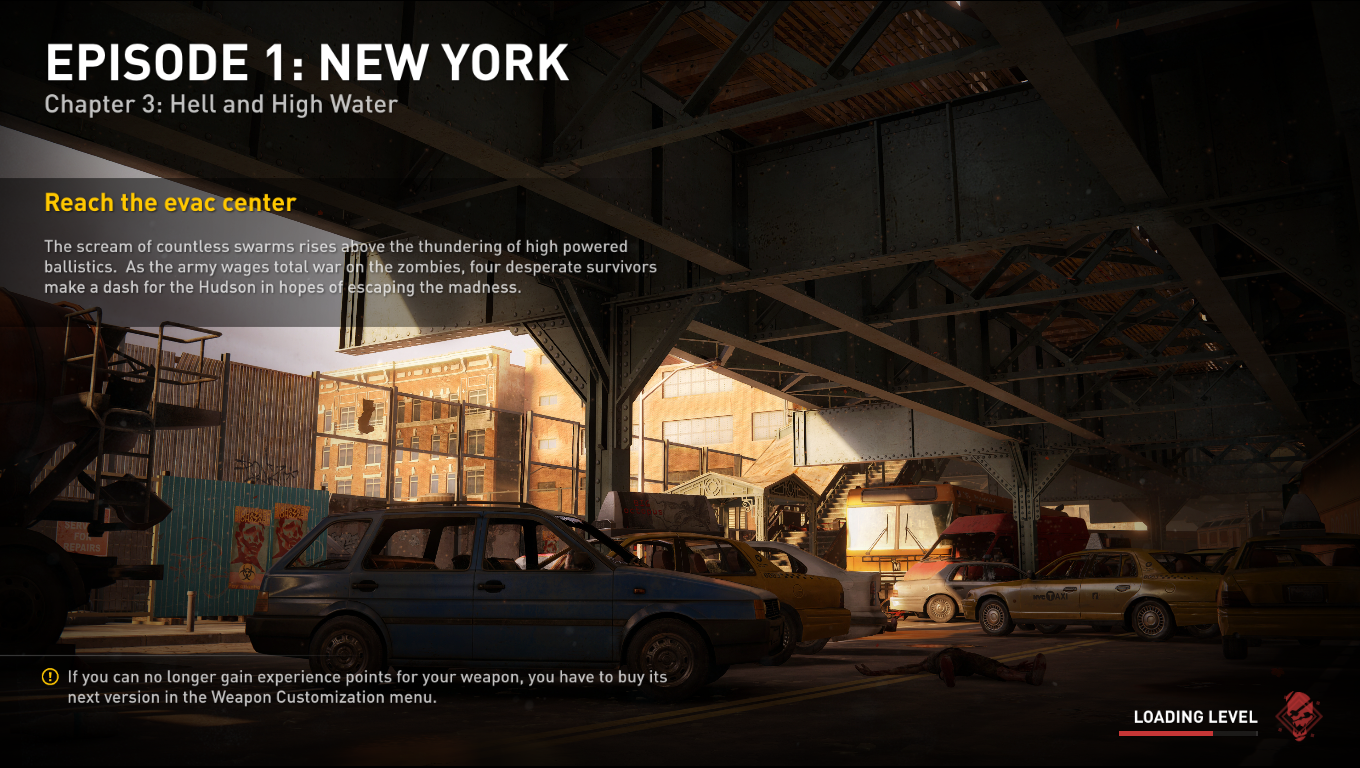 EPISODE 1: NEW YORK
Chapter 3: Hell and High Water
Reach the evac center
The scream of countless swarms rises above the thundering of high powered
ballistics.  As the army wages total war on the zombies, four desperate survivors
make a dash for the Hudson in hopes of escaping the madness.
REPAIRS
TAXI
If you can no longer gain experience points for your weapon, you have to buy its
next version in the Weapon Customization menu.
LOADING LEVEL